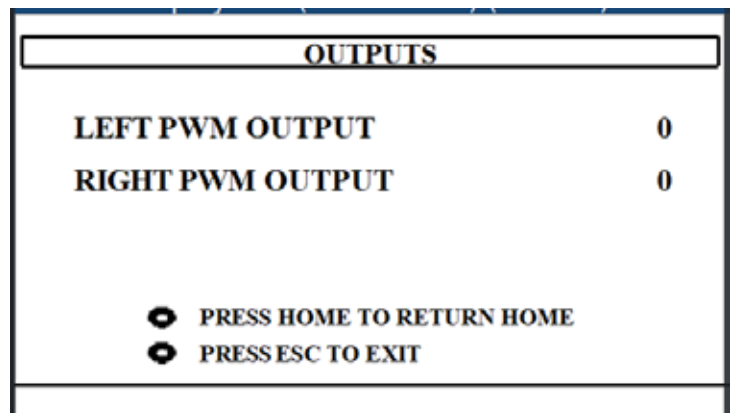 OUTPUTS
LEFT PWM OUTPUT 0
RIGHT PWM OUTPUT 0
PRESS HOME TO RETURN HOME
PRESS ESC TO EXIT